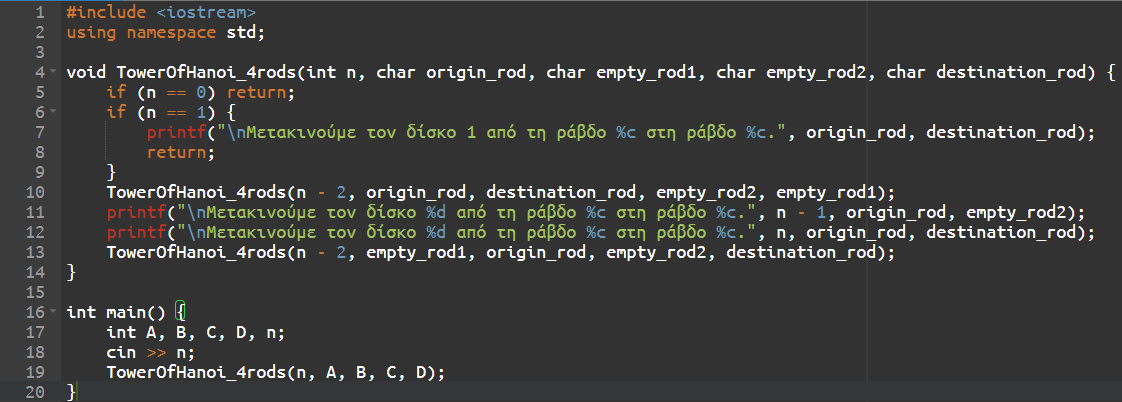 1 #include <iostream>
2 using namespace std;
3
4 void TowerOfHanoi_4rods(int n, char origin_rod, char empty_rod1, char empty_rod2, char destination_rod) {
5     if (n == 0) return;
6     if (n == 1) {
7         printf("\nΜετακινούμε τον δίσκο 1 από τη ράβδο %c στη ράβδο %c.", origin_rod, destination_rod);
8         return;
9     }
10     TowerOfHanoi_4rods(n - 2, origin_rod, destination_rod, empty_rod2, empty_rod1);
11     printf("\nΜετακινούμε τον δίσκο %d από τη ράβδο %c στη ράβδο %c.", n - 1, origin_rod, empty_rod2);
12     printf("\nΜετακινούμε τον δίσκο %d από τη ράβδο %c στη ράβδο %c.", n, origin_rod, destination_rod);
13     TowerOfHanoi_4rods(n - 2, empty_rod1, origin_rod, empty_rod2, destination_rod);
14 }
15
16 int main() {
17     int A, B, C, D, n;
18     cin >> n;
19     TowerOfHanoi_4rods(n, A, B, C, D);
20 }